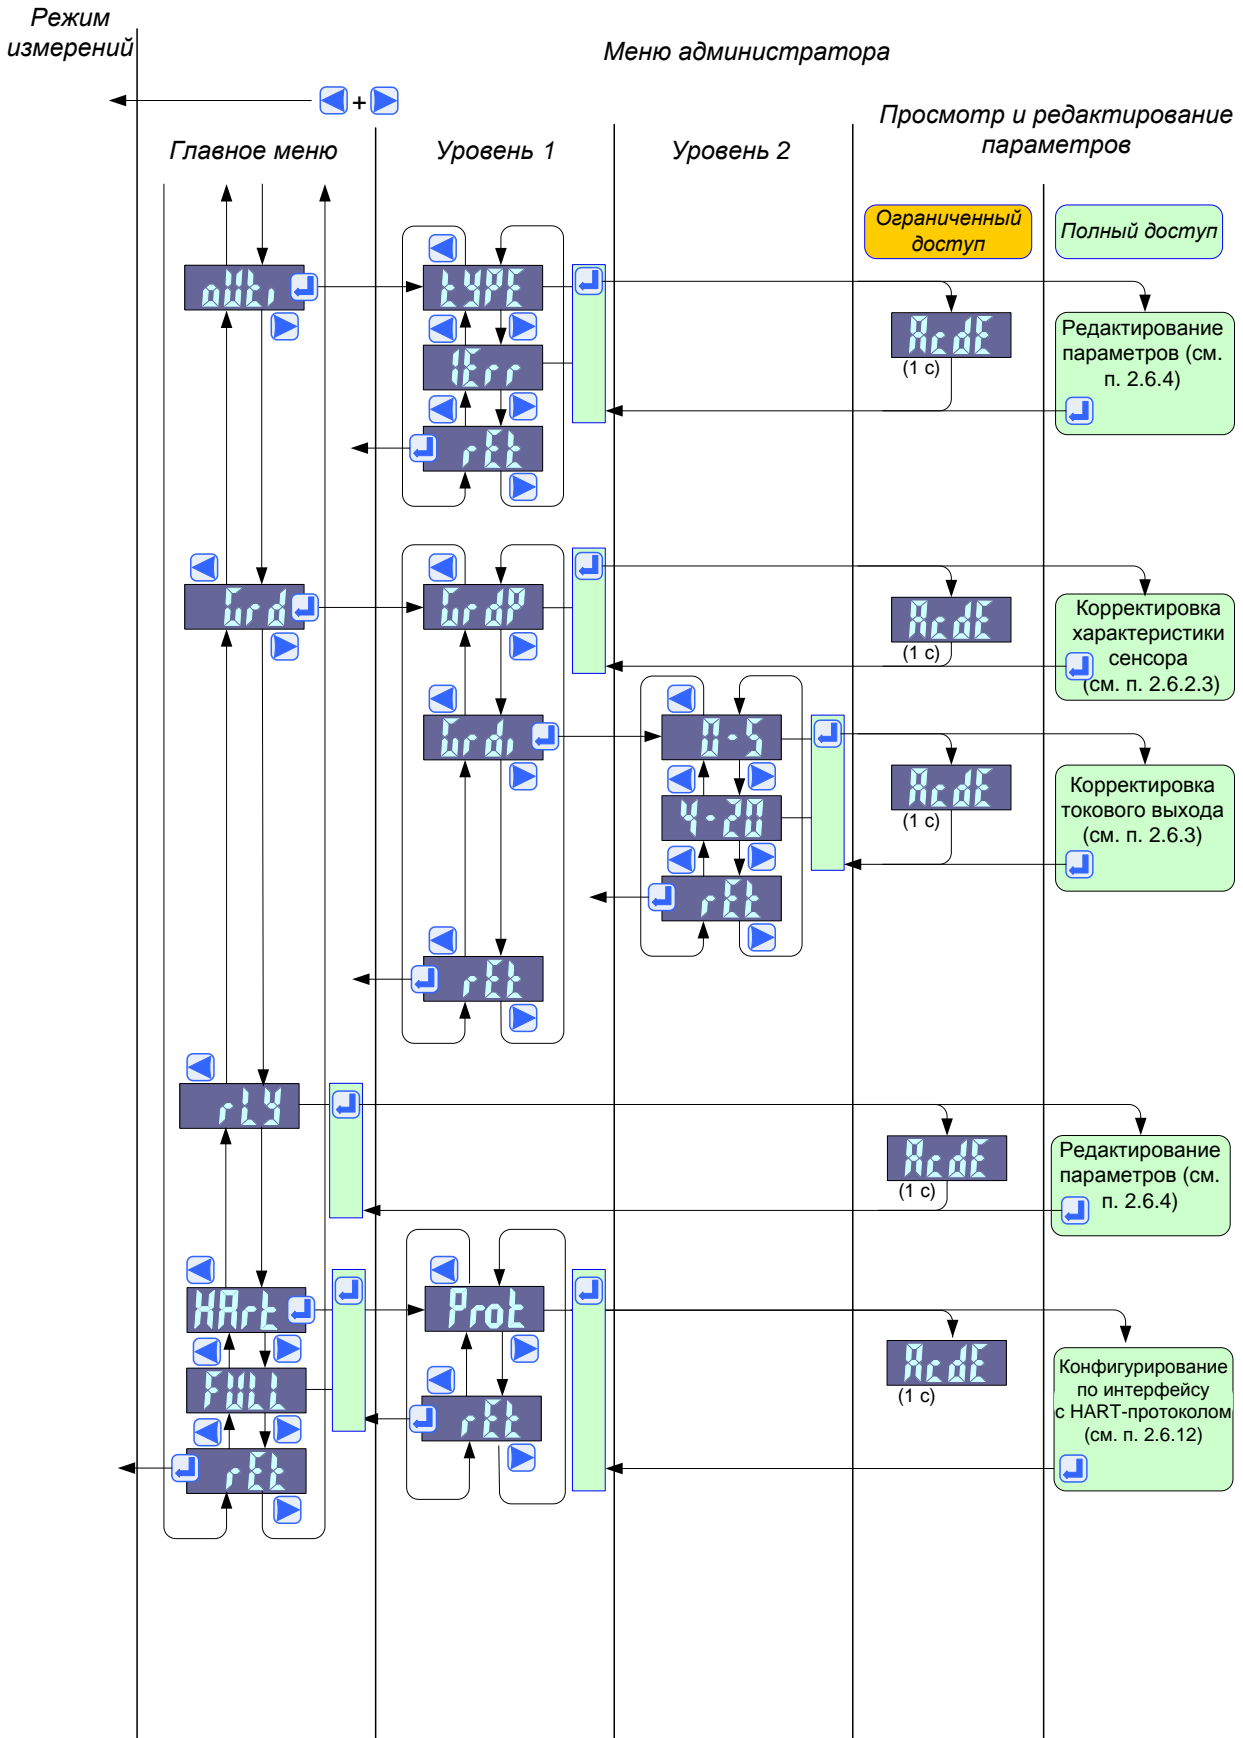 Режим
измерений
Меню администратора
+
Просмотр и редактирование
параметров
Главное меню
Уровень 1
Уровень 2
Ограниченный
доступ
Полный доступ
oUti
tYPE
AcdE
(1 с)
Редактирование
параметров (см.
п. 2.6.4)
IErr
rEt
Grd
GrdP
AcdE
(1 с)
Корректировка
характеристики
сенсора
(см. п. 2.6.2.3)
Grdi
0-5
AcdE
(1 с)
Корректировка
токового выхода
(см. п. 2.6.3)
4-20
rEt
rEt
rLY
AcdE
(1 с)
Редактирование
параметров (см.
п. 2.6.4)
HArt
Prot
AcdE
(1 с)
Конфигурирование
по интерфейсу
с HART-протоколом
(см. п. 2.6.12)
FULL
rEt
rEt